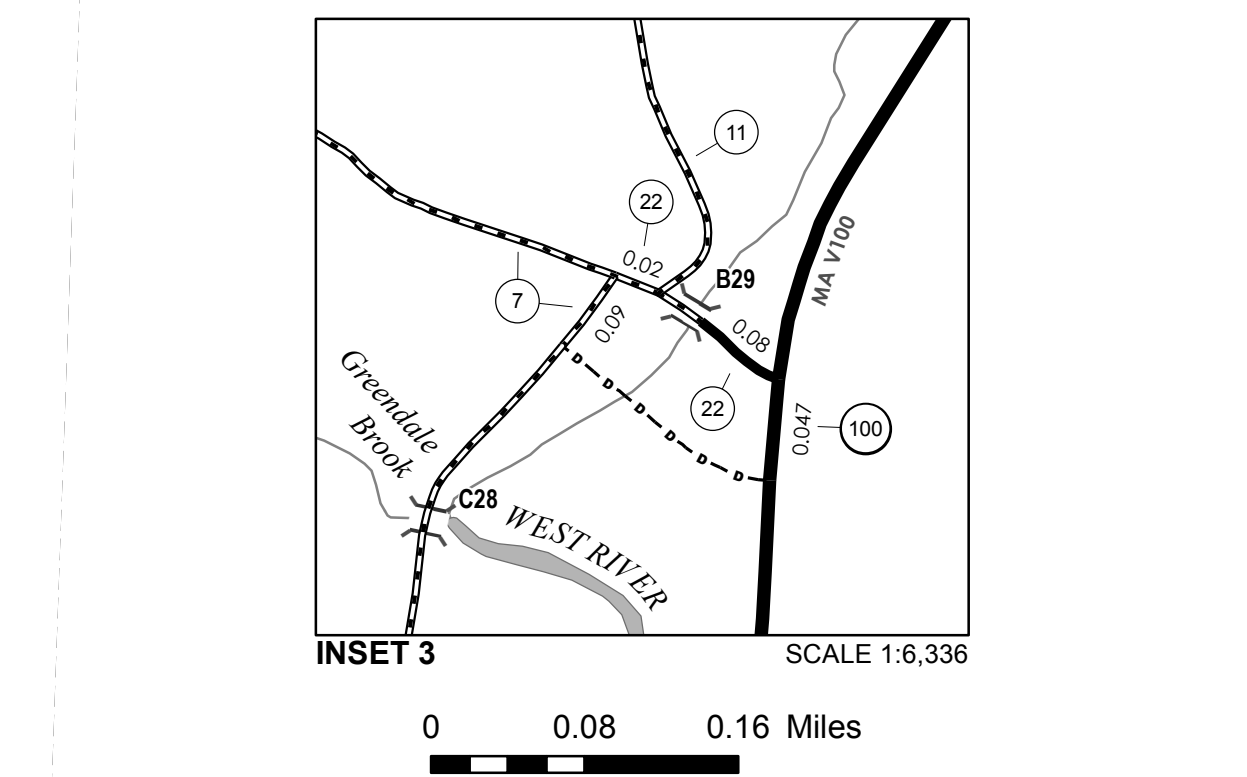 11
22
0.02
B29
MA V100
7
0.09
0.08
Greendale
Brook
22
0.047
100
C28
WEST RIVER
D D D D D D
INSET 3
SCALE 1:6,336
0 0.08 0.16 Miles